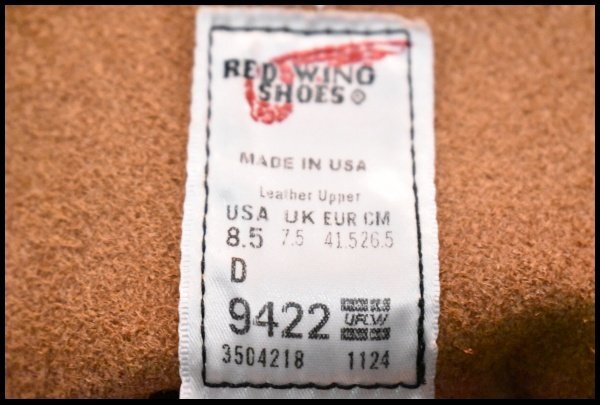 RED WING
SHOES
MADE IN USA
Leather Upper
USA UK EUR CM
8.5 7.5 41.5 26.5
D
9422 UFCW
3504218 1124